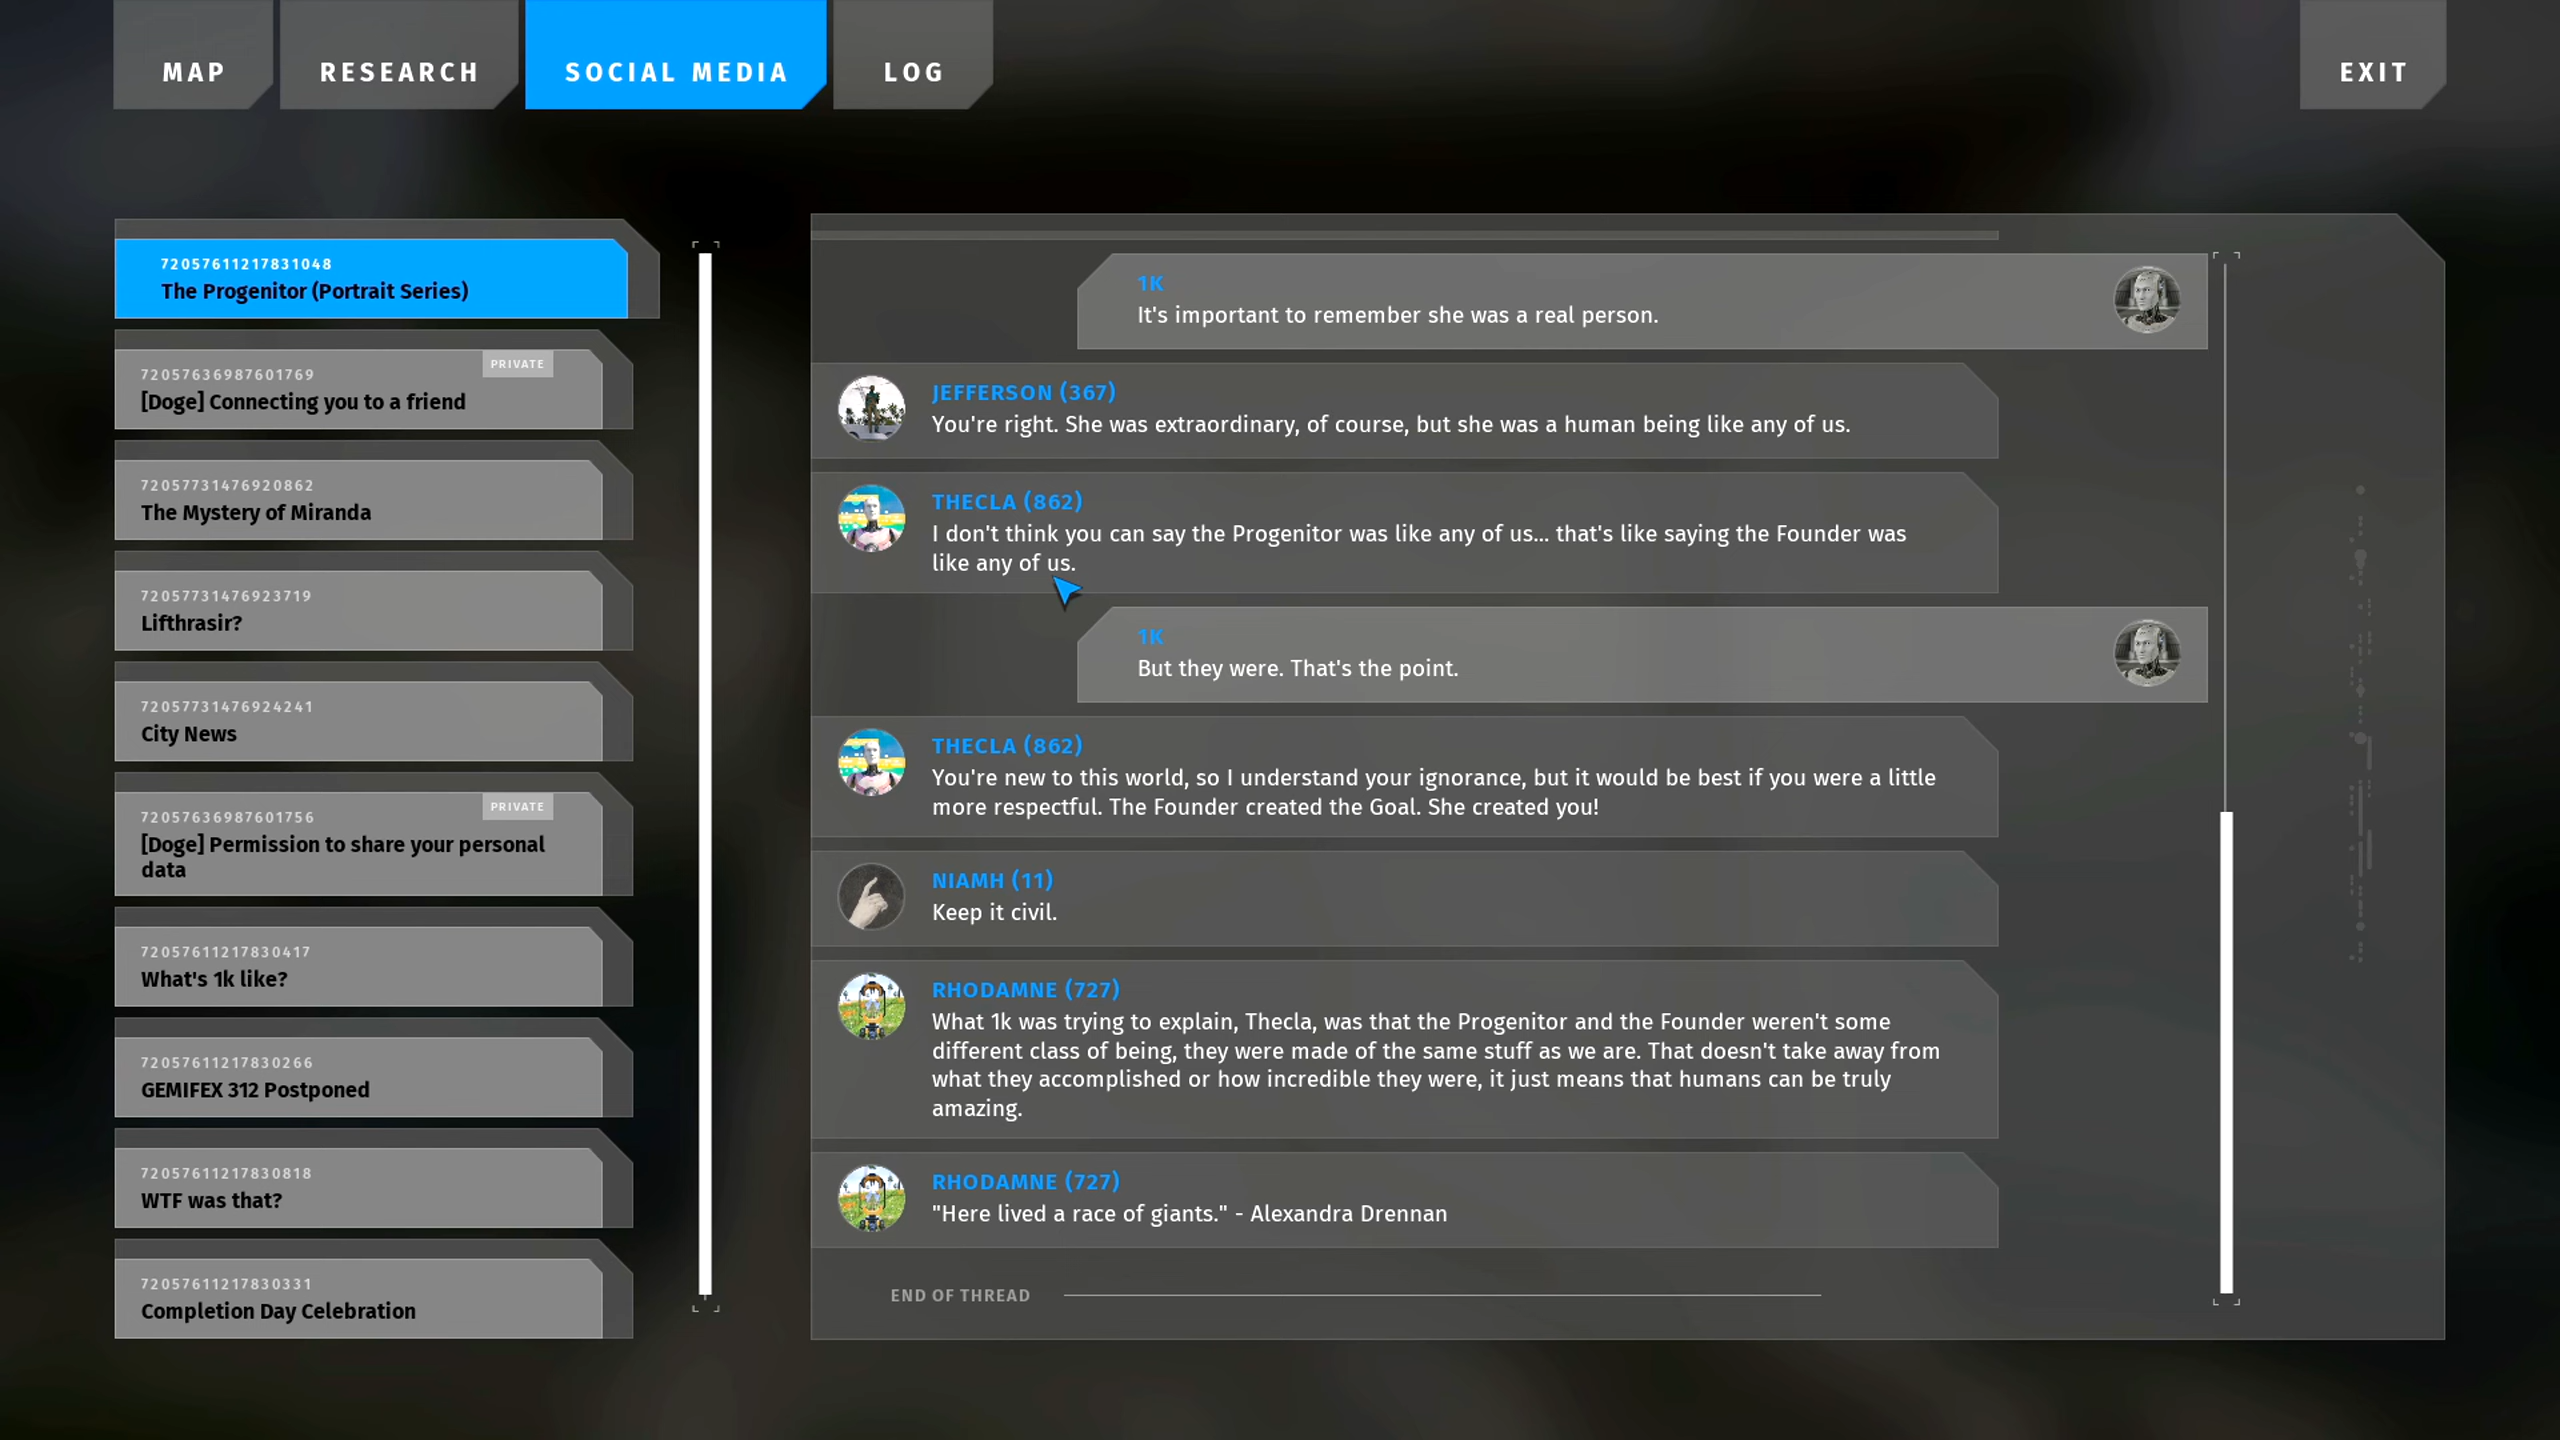 MAP
RESEARCH
SOCIAL MEDIA
LOG
EXIT
72057611217831048
The Progenitor (Portrait Series)
72057636987601769
PRIVATE
[Doge] Connecting you to a friend
72057731476920862
The Mystery of Miranda
72057731476923719
Lifthrasir?
72057731476924241
City News
72057636987601756
PRIVATE
[Doge] Permission to share your personal
data
72057611217830417
What's 1k like?
72057611217830266
GEMIFEX 312 Postponed
72057611217830818
WTF was that?
72057611217830331
Completion Day Celebration
1K
It's important to remember she was a real person.
JEFFERSON (367)
You're right. She was extraordinary, of course, but she was a human being like any of us.
THECLA (862)
I don't think you can say the Progenitor was like any of us... that's like saying the Founder was
like any of us.
1K
But they were. That's the point.
THECLA (862)
You're new to this world, so I understand your ignorance, but it would be best if you were a little
more respectful. The Founder created the Goal. She created you!
NIAMH (11)
Keep it civil.
RHODAMNE (727)
What 1k was trying to explain, Thecla, was that the Progenitor and the Founder weren't some
different class of being, they were made of the same stuff as we are. That doesn't take away from
what they accomplished or how incredible they were, it just means that humans can be truly
amazing.
RHODAMNE (727)
"Here lived a race of giants." - Alexandra Drennan
END OF THREAD